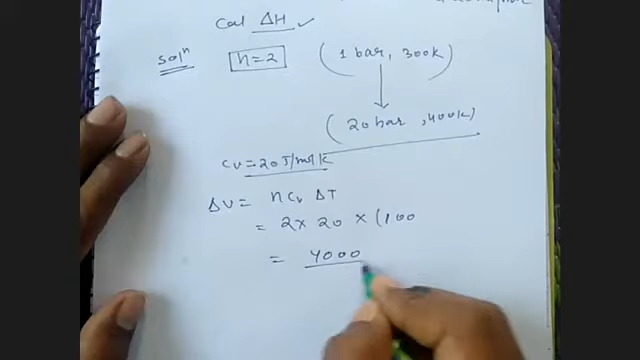 Cal ΔH ✓
Solⁿ n=2 (1 bar, 300k)
↓
(20 bar, 400k)
Cv=20 J/mol k
ΔU = nCv ΔT
= 2× 20 × (100
= 4000